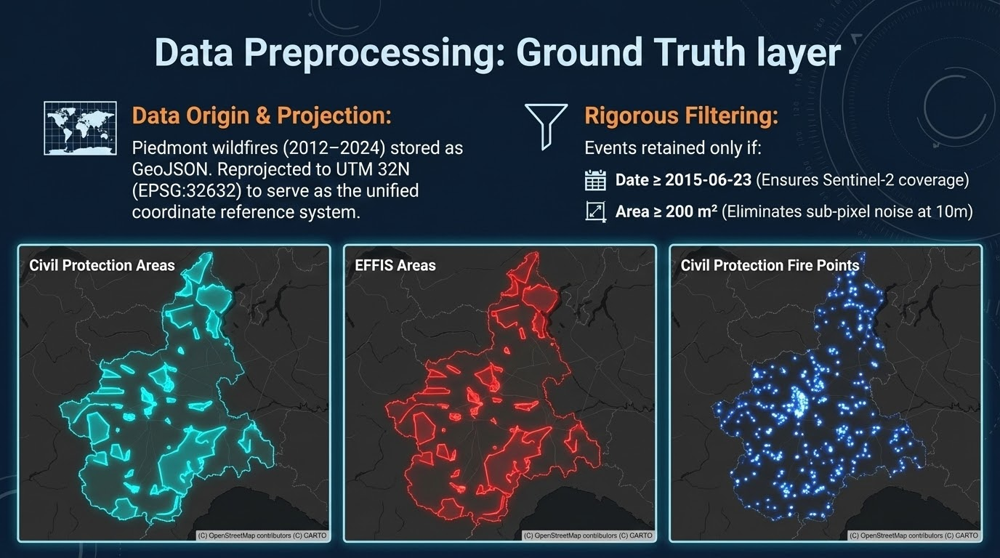 Data Preprocessing: Ground Truth layer
Data Origin & Projection:
Piedmont wildfires (2012–2024) stored as
GeoJSON. Reprojected to UTM 32N
(EPSG:32632) to serve as the unified
coordinate reference system.
Rigorous Filtering:
Events retained only if:
Date ≥ 2015-06-23 (Ensures Sentinel-2 coverage)
Area ≥ 200 m² (Eliminates sub-pixel noise at 10m)
Civil Protection Areas
(C) OpenStreetMap contributors (C) CARTO
EFFIS Areas
(C) OpenStreetMap contributors (C) CARTO
Civil Protection Fire Points
(C) OpenStreetMap contributors (C) CARTO